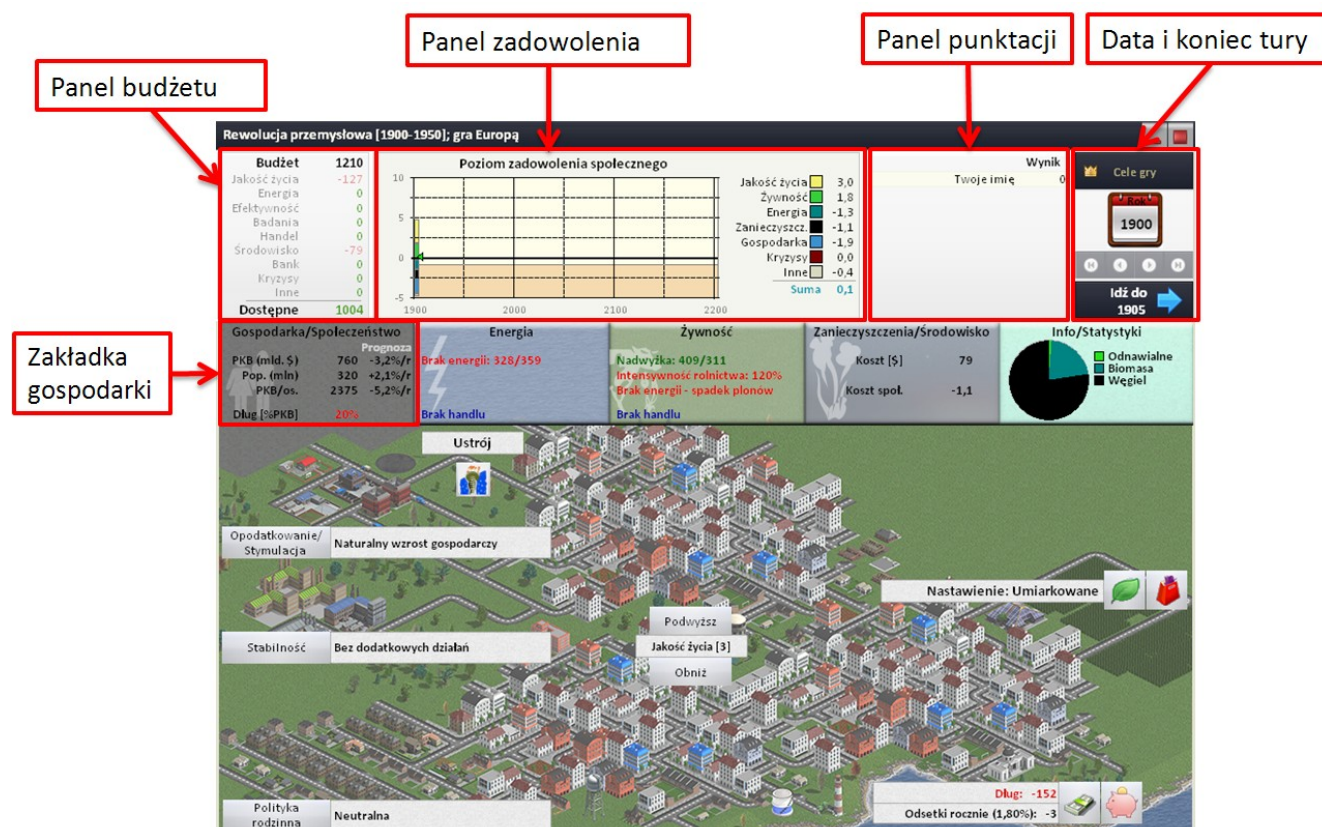 Panel zadowolenia
Panel punktacji
Data i koniec tury
Panel budżetu
Rewolucja przemysłowa [1900-1950]; gra Europą
Budżet 1210
Jakość życia -127
Energia 0
Efektywność 0
Badania 0
Handel 0
Środowisko -79
Bank 0
Kryzysy 0
Inne 0
Dostępne 1004
Poziom zadowolenia społecznego
10
5
0
-5
1900 2000 2100 2200
Jakość życia 3,0
Żywność 1,8
Energia -1,3
Zanieczyszcz. -1,1
Gospodarka -1,9
Kryzysy 0,0
Inne -0,4
Suma 0,1
Wynik
Twoje imię 0
Cele gry
Rok
1900
Idź do
1905
Zakładka
gospodarki
Gospodarka/Społeczeństwo
Prognoza
PKB (mld. $) 760 -3,2%/r
Pop. (mln) 320 +2,1%/r
PKB/os. 2375 -5,2%/r
Dług [%PKB] 20%
Energia
Brak energii: 328/359
Brak handlu
Żywność
Nadwyżka: 409/311
Intensywność rolnictwa: 120%
Brak energii - spadek plonów
Brak handlu
Zanieczyszczenia/Środowisko
Koszt [$] 79
Koszt społ. -1,1
Info/Statystyki
Odnawialne
Biomasa
Węgiel
Ustrój
Opodatkowanie/
Stymulacja
Naturalny wzrost gospodarczy
Nastawienie: Umiarkowane
Podwyższ
Stabilność
Bez dodatkowych działań
Jakość życia [3]
Obniż
Dług: -152
Odsetki rocznie (1,80%): -3
Polityka
rodzinna
Neutralna